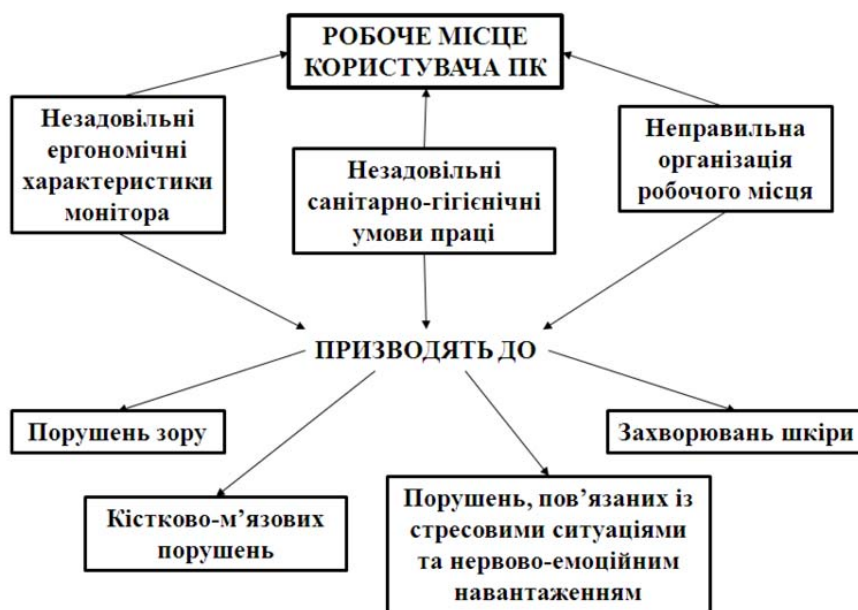 РОБОЧЕ МІСЦЕ
КОРИСТУВАЧА ПК
Незадовільні
ергономічні
характеристики
монітора
Незадовільні
санітарно-гігієнічні
умови праці
Неправильна
організація
робочого місця
ПРИЗВОДЯТЬ ДО
Порушень зору
Кістково-м’язових
порушень
Порушень, пов’язаних із
стресовими ситуаціями
та нервово-емоційним
навантаженням
Захворювань шкіри